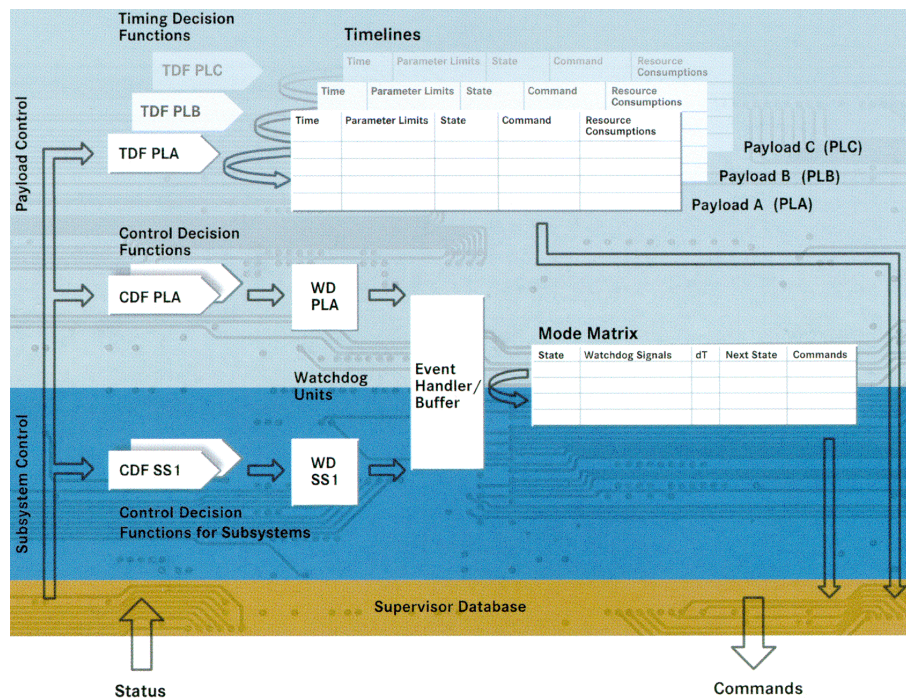 Timing Decision
Functions
Timelines
TDF PLC
TDF PLB
TDF PLA
Time Parameter Limits State Command Resource
Consumptions
Time Parameter Limits State Command Resource
Consumptions
Time Parameter Limits State Command Resource
Consumptions
Payload C (PLC)
Payload B (PLB)
Payload A (PLA)
Payload Control
Control Decision
Functions
CDF PLA
WD
PLA
Event
Handler/
Buffer
Mode Matrix
State Watchdog Signals dT Next State Commands
Watchdog
Units
Subsystem Control
CDF SS1
WD
SS1
Control Decision
Functions for Subsystems
Supervisor Database
Status
Commands